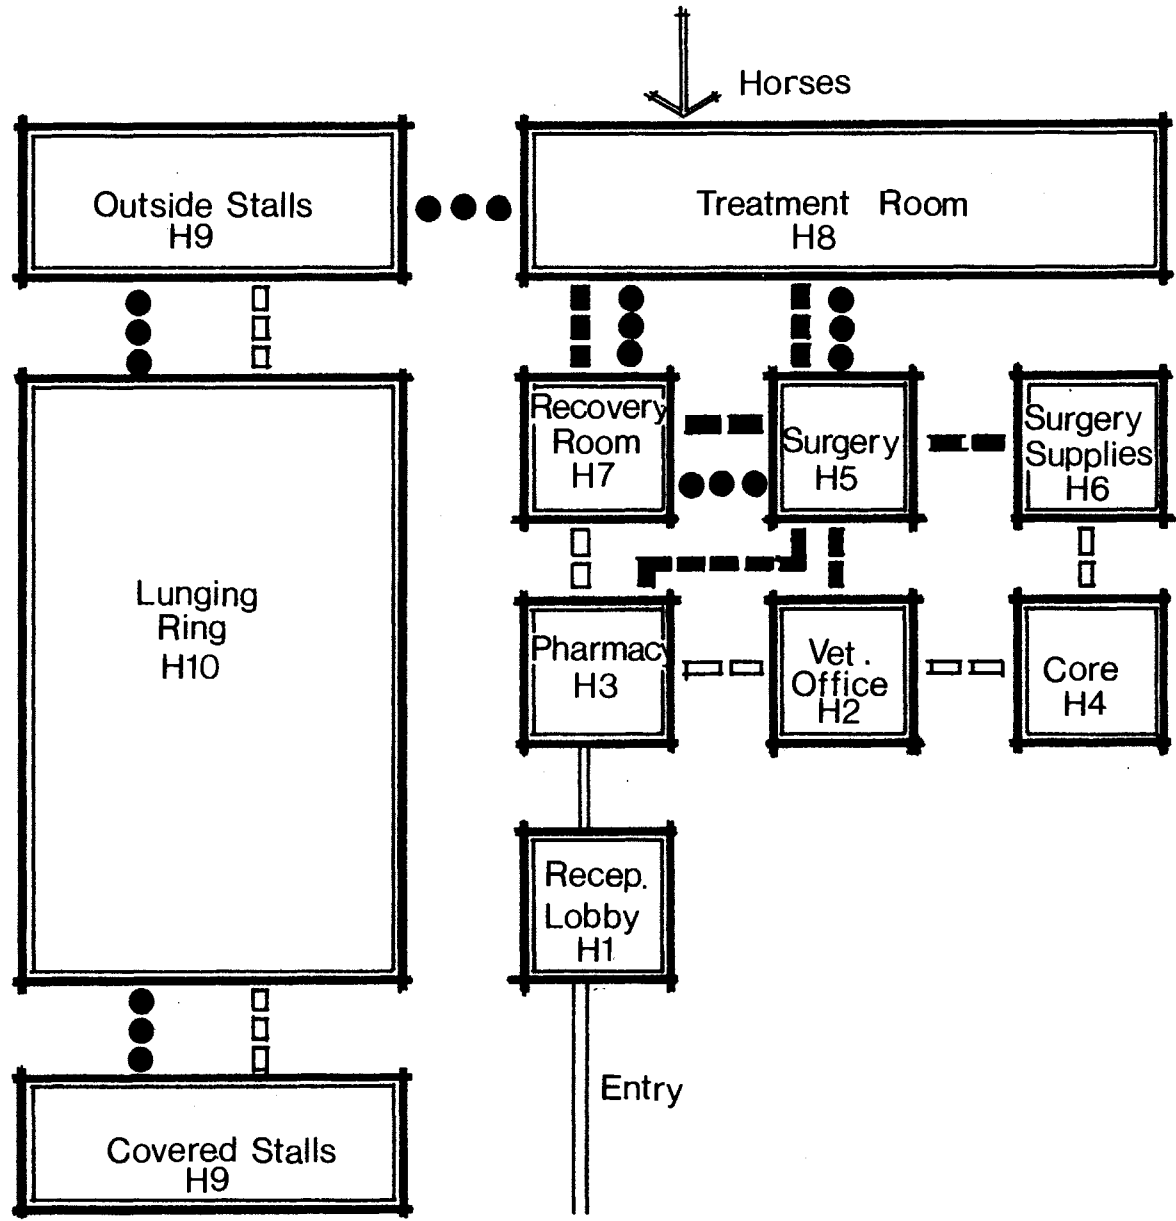 Horses
Outside Stalls
H9
Treatment Room
H8
Recovery
Room
H7
Surgery
H5
Surgery
Supplies
H6
Lunging
Ring
H10
Pharmacy
H3
Vet.
Office
H2
Core
H4
Recep.
Lobby
H1
Entry
Covered Stalls
H9